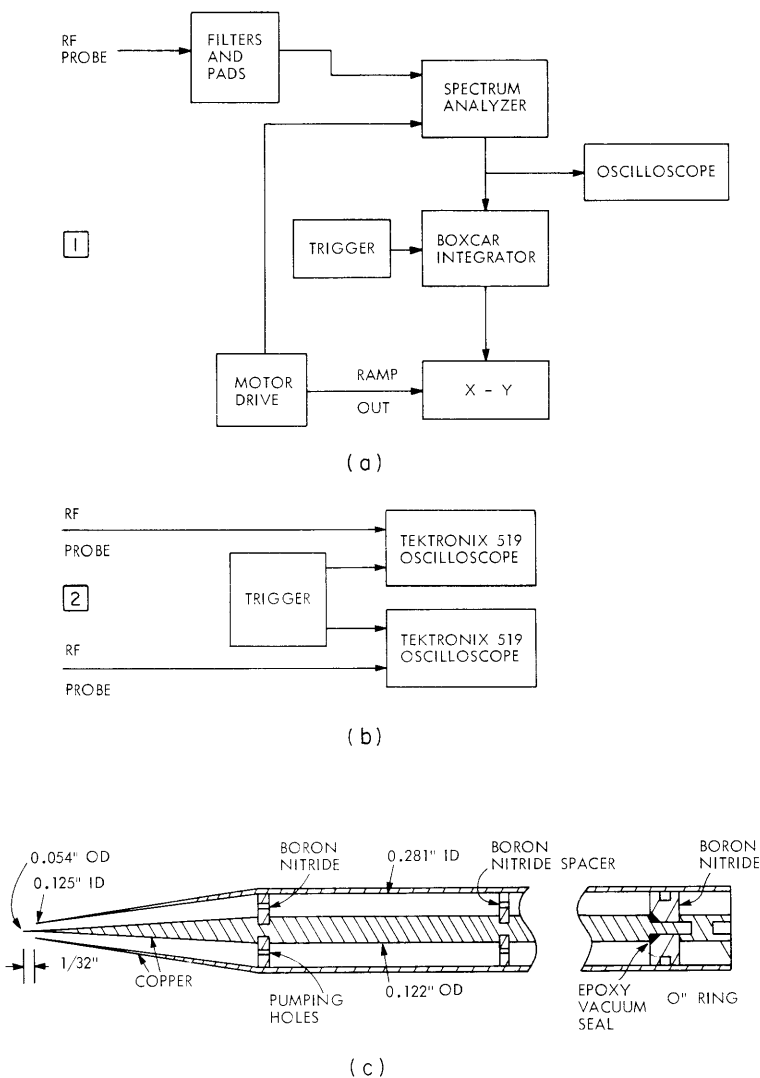 RF
PROBE
FILTERS
AND
PADS
SPECTRUM
ANALYZER
OSCILLOSCOPE
1
TRIGGER
BOXCAR
INTEGRATOR
MOTOR
DRIVE
RAMP
OUT
X - Y
(a)
RF
PROBE
TEKTRONIX 519
OSCILLOSCOPE
2
TRIGGER
RF
PROBE
TEKTRONIX 519
OSCILLOSCOPE
(b)
0.054" OD
0.125" ID
BORON
NITRIDE
0.281" ID
BORON
NITRIDE SPACER
BORON
NITRIDE
1/32"
COPPER
PUMPING
HOLES
0.122" OD
EPOXY
VACUUM
SEAL
O" RING
(c)